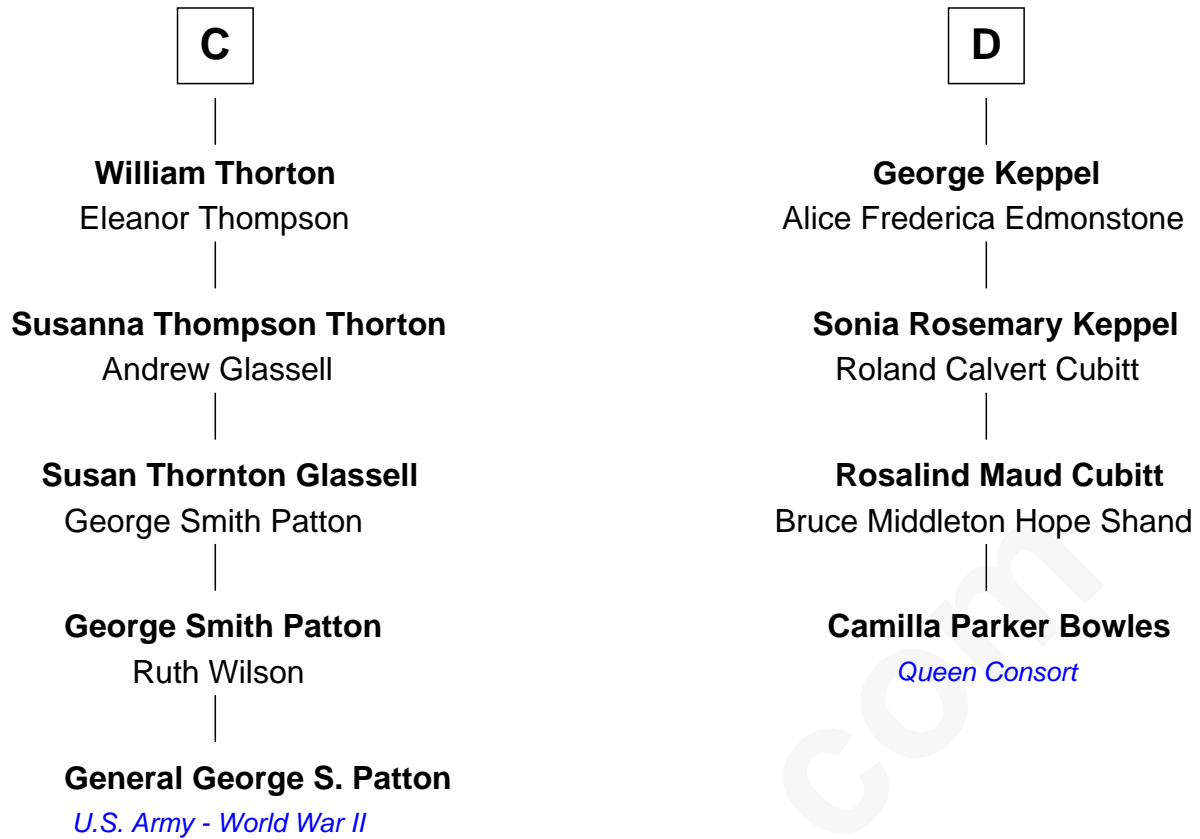 C
William Thorton
Eleanor Thompson
Susanna Thompson Thorton
Andrew Glassell
Susan Thornton Glassell
George Smith Patton
George Smith Patton
Ruth Wilson
General George S. Patton
U.S. Army - World War II
D
George Keppel
Alice Frederica Edmonstone
Sonia Rosemary Keppel
Roland Calvert Cubitt
Rosalind Maud Cubitt
Bruce Middleton Hope Shand
Camilla Parker Bowles
Queen Consort
com